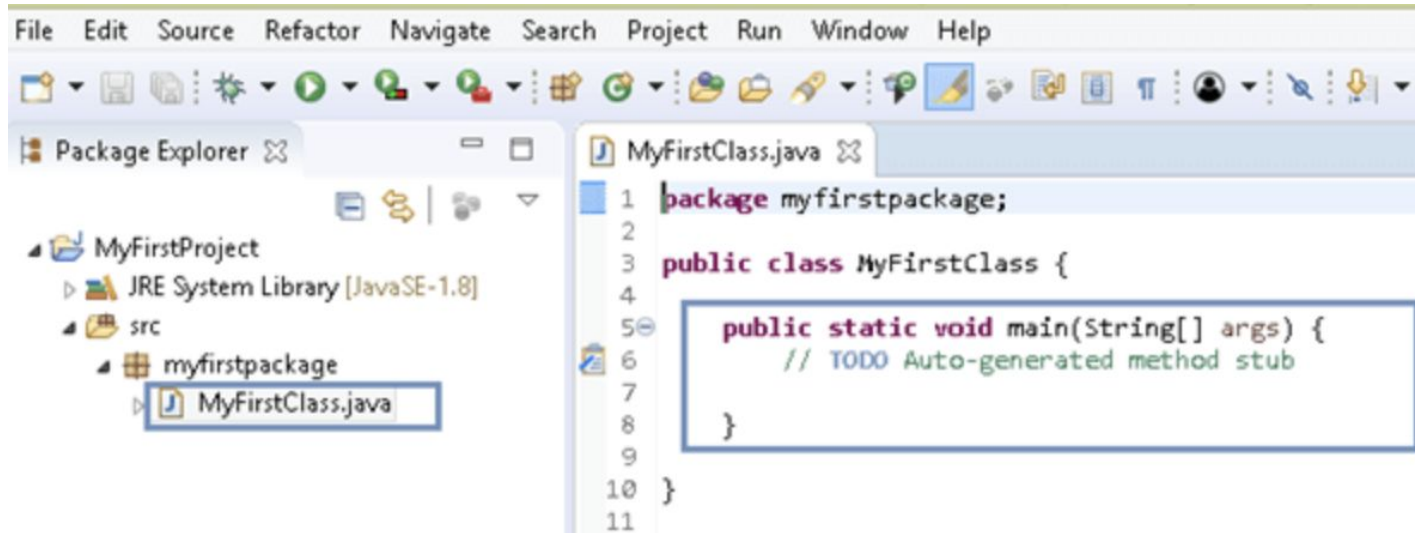 File Edit Source Refactor Navigate Search Project Run Window Help
Package Explorer
MyFirstProject
JRE System Library [JavaSE-1.8]
src
myfirstpackage
MyFirstClass.java
MyFirstClass.java
1 package myfirstpackage;
2
3 public class MyFirstClass {
4
5 public static void main(String[] args) {
6 // TODO Auto-generated method stub
7
8 }
9
10 }
11